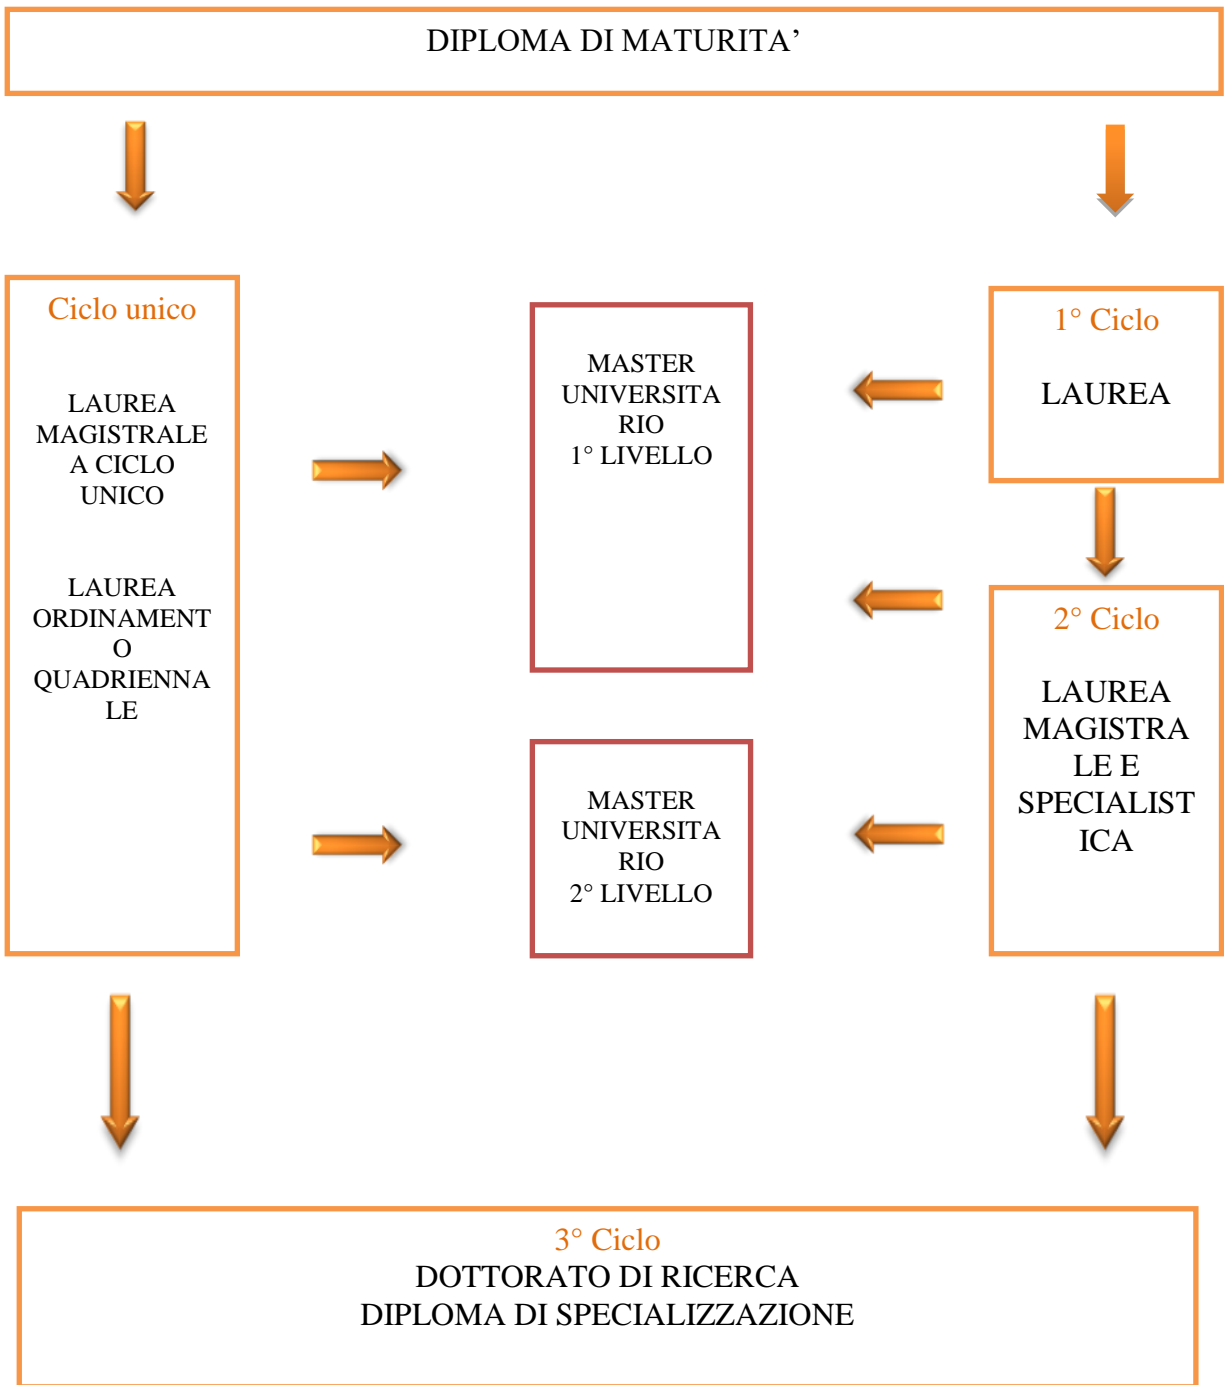 DIPLOMA DI MATURITA’
Ciclo unico
LAUREA
MAGISTRALE
A CICLO
UNICO
LAUREA
ORDINAMENT
O
QUADRIENNA
LE
MASTER
UNIVERSITA
RIO
1° LIVELLO
MASTER
UNIVERSITA
RIO
2° LIVELLO
1° Ciclo
LAUREA
2° Ciclo
LAUREA
MAGISTRA
LE E
SPECIALIST
ICA
3° Ciclo
DOTTORATO DI RICERCA
DIPLOMA DI SPECIALIZZAZIONE